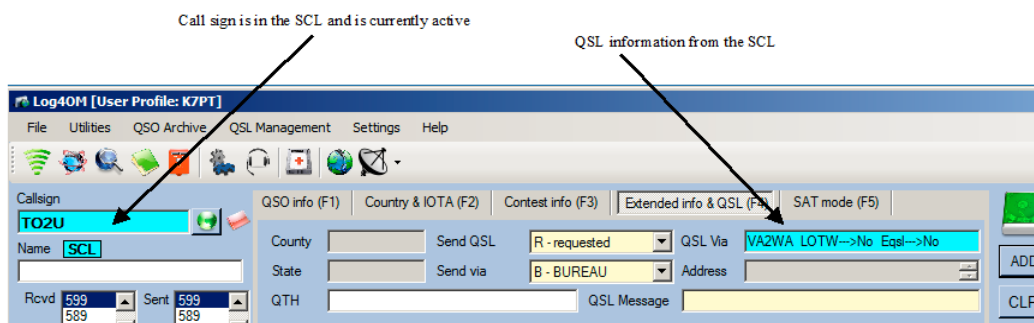 Call sign is in the SCL and is currently active
QSL information from the SCL
Log4OM [User Profile: K7PT]
File Utilities QSO Archive QSL Management Settings Help
Callsign
TO2U
Name SCL
Rcvd 599 Sent 599
589 589
QSO info (F1) Country & IOTA (F2) Contest info (F3) Extended info & QSL (F4) SAT mode (F5)
County Send QSL R - requested QSL Via VA2WA LOTW--->No Eqsl--->No
State Send via B - BUREAU Address
QTH QSL Message
ADD
CLR